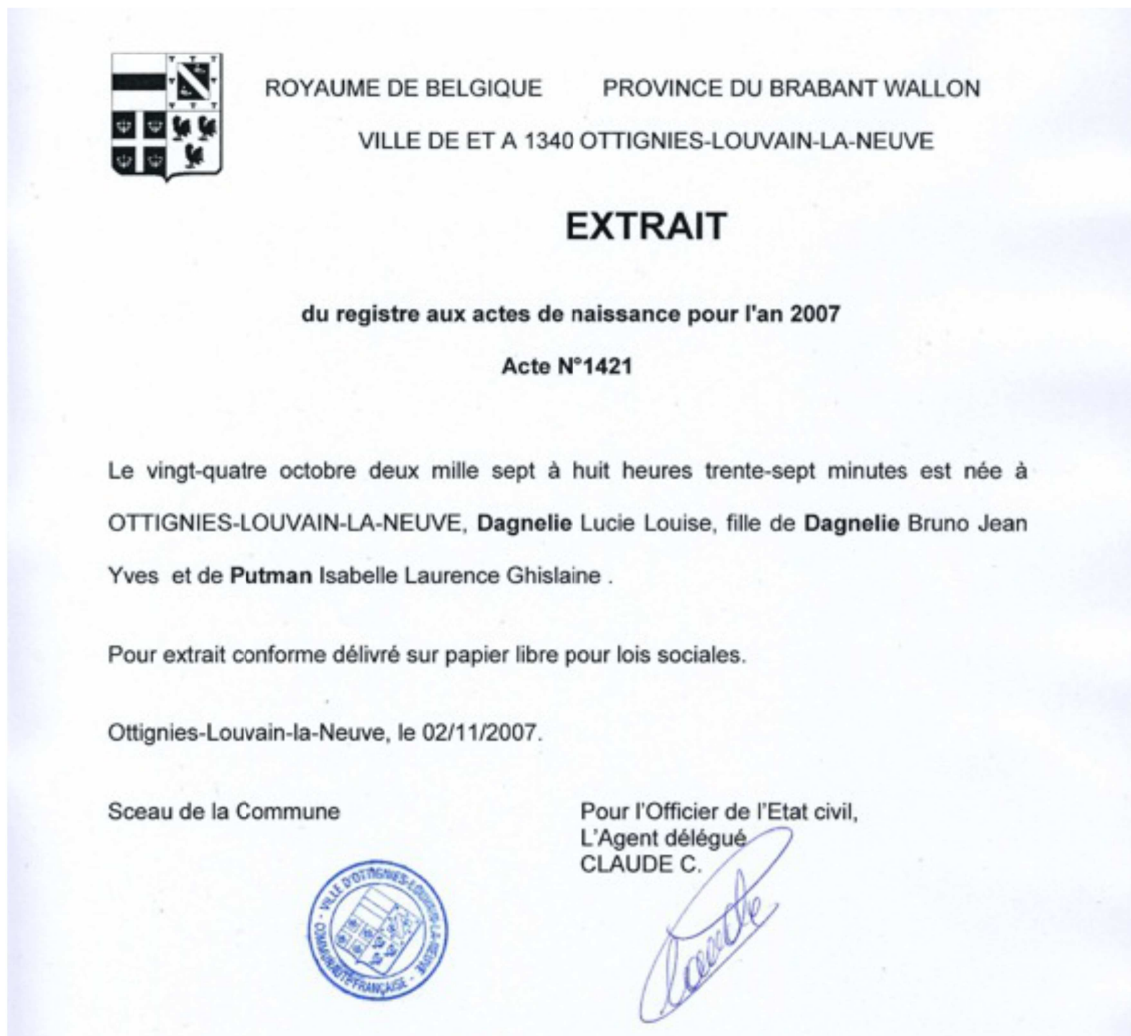 ROYAUME DE BELGIQUE PROVINCE DU BRABANT WALLON
VILLE DE ET A 1340 OTTIGNIES-LOUVAIN-LA-NEUVE
EXTRAIT
du registre aux actes de naissance pour l'an 2007
Acte N°1421
Le vingt-quatre octobre deux mille sept à huit heures trente-sept minutes est née à
OTTIGNIES-LOUVAIN-LA-NEUVE, Dagnelie Lucie Louise, fille de Dagnelie Bruno Jean
Yves et de Putman Isabelle Laurence Ghislaine .
Pour extrait conforme délivré sur papier libre pour lois sociales.
Ottignies-Louvain-la-Neuve, le 02/11/2007.
Sceau de la Commune
Pour l'Officier de l'Etat civil,
L'Agent délégué
CLAUDE C.
VILLE D'OTTIGNIES-LOUVAIN-LA-NEUVE
COMMUNAUTE FRANÇAISE
Claude